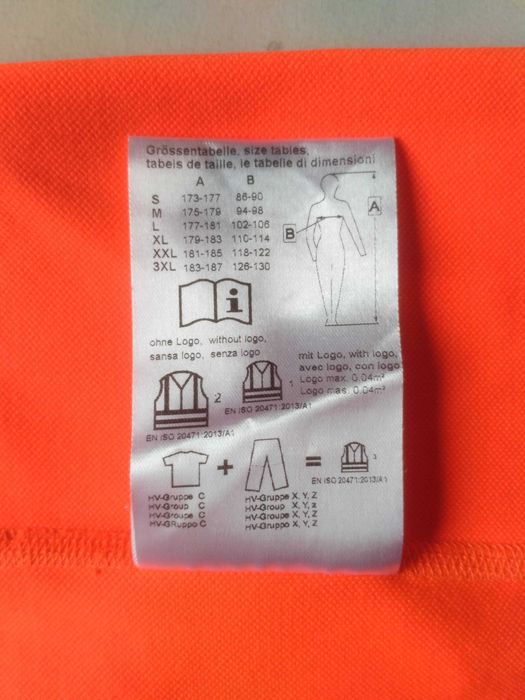 Grössentabelle, size tables,
tabels de taille, le tabelle di dimensioni
A B
S 173-177 86-90
M 175-179 94-98
L 177-181 102-106
XL 179-183 110-114
XXL 181-185 118-122
3XL 183-187 126-130
A
B
i
ohne Logo, without logo,
sansa logo, senza logo
mit Logo, with logo,
avec logo, con logo
Logo max. 0.04m²
Logo mas. 0.04m²
2
EN ISO 20471:2013/A1
1
EN ISO 20471:2013/A1
+ =
3
EN ISO 20471:2013/A1
HV-Gruppe C
HV-Group C
HV-Groupe C
HV-GRuppo C
HV-Gruppe X, Y, Z
HV-Group X, Y, z
HV-Groupe X, Y, Z
HV-Gruppo X, Y, Z